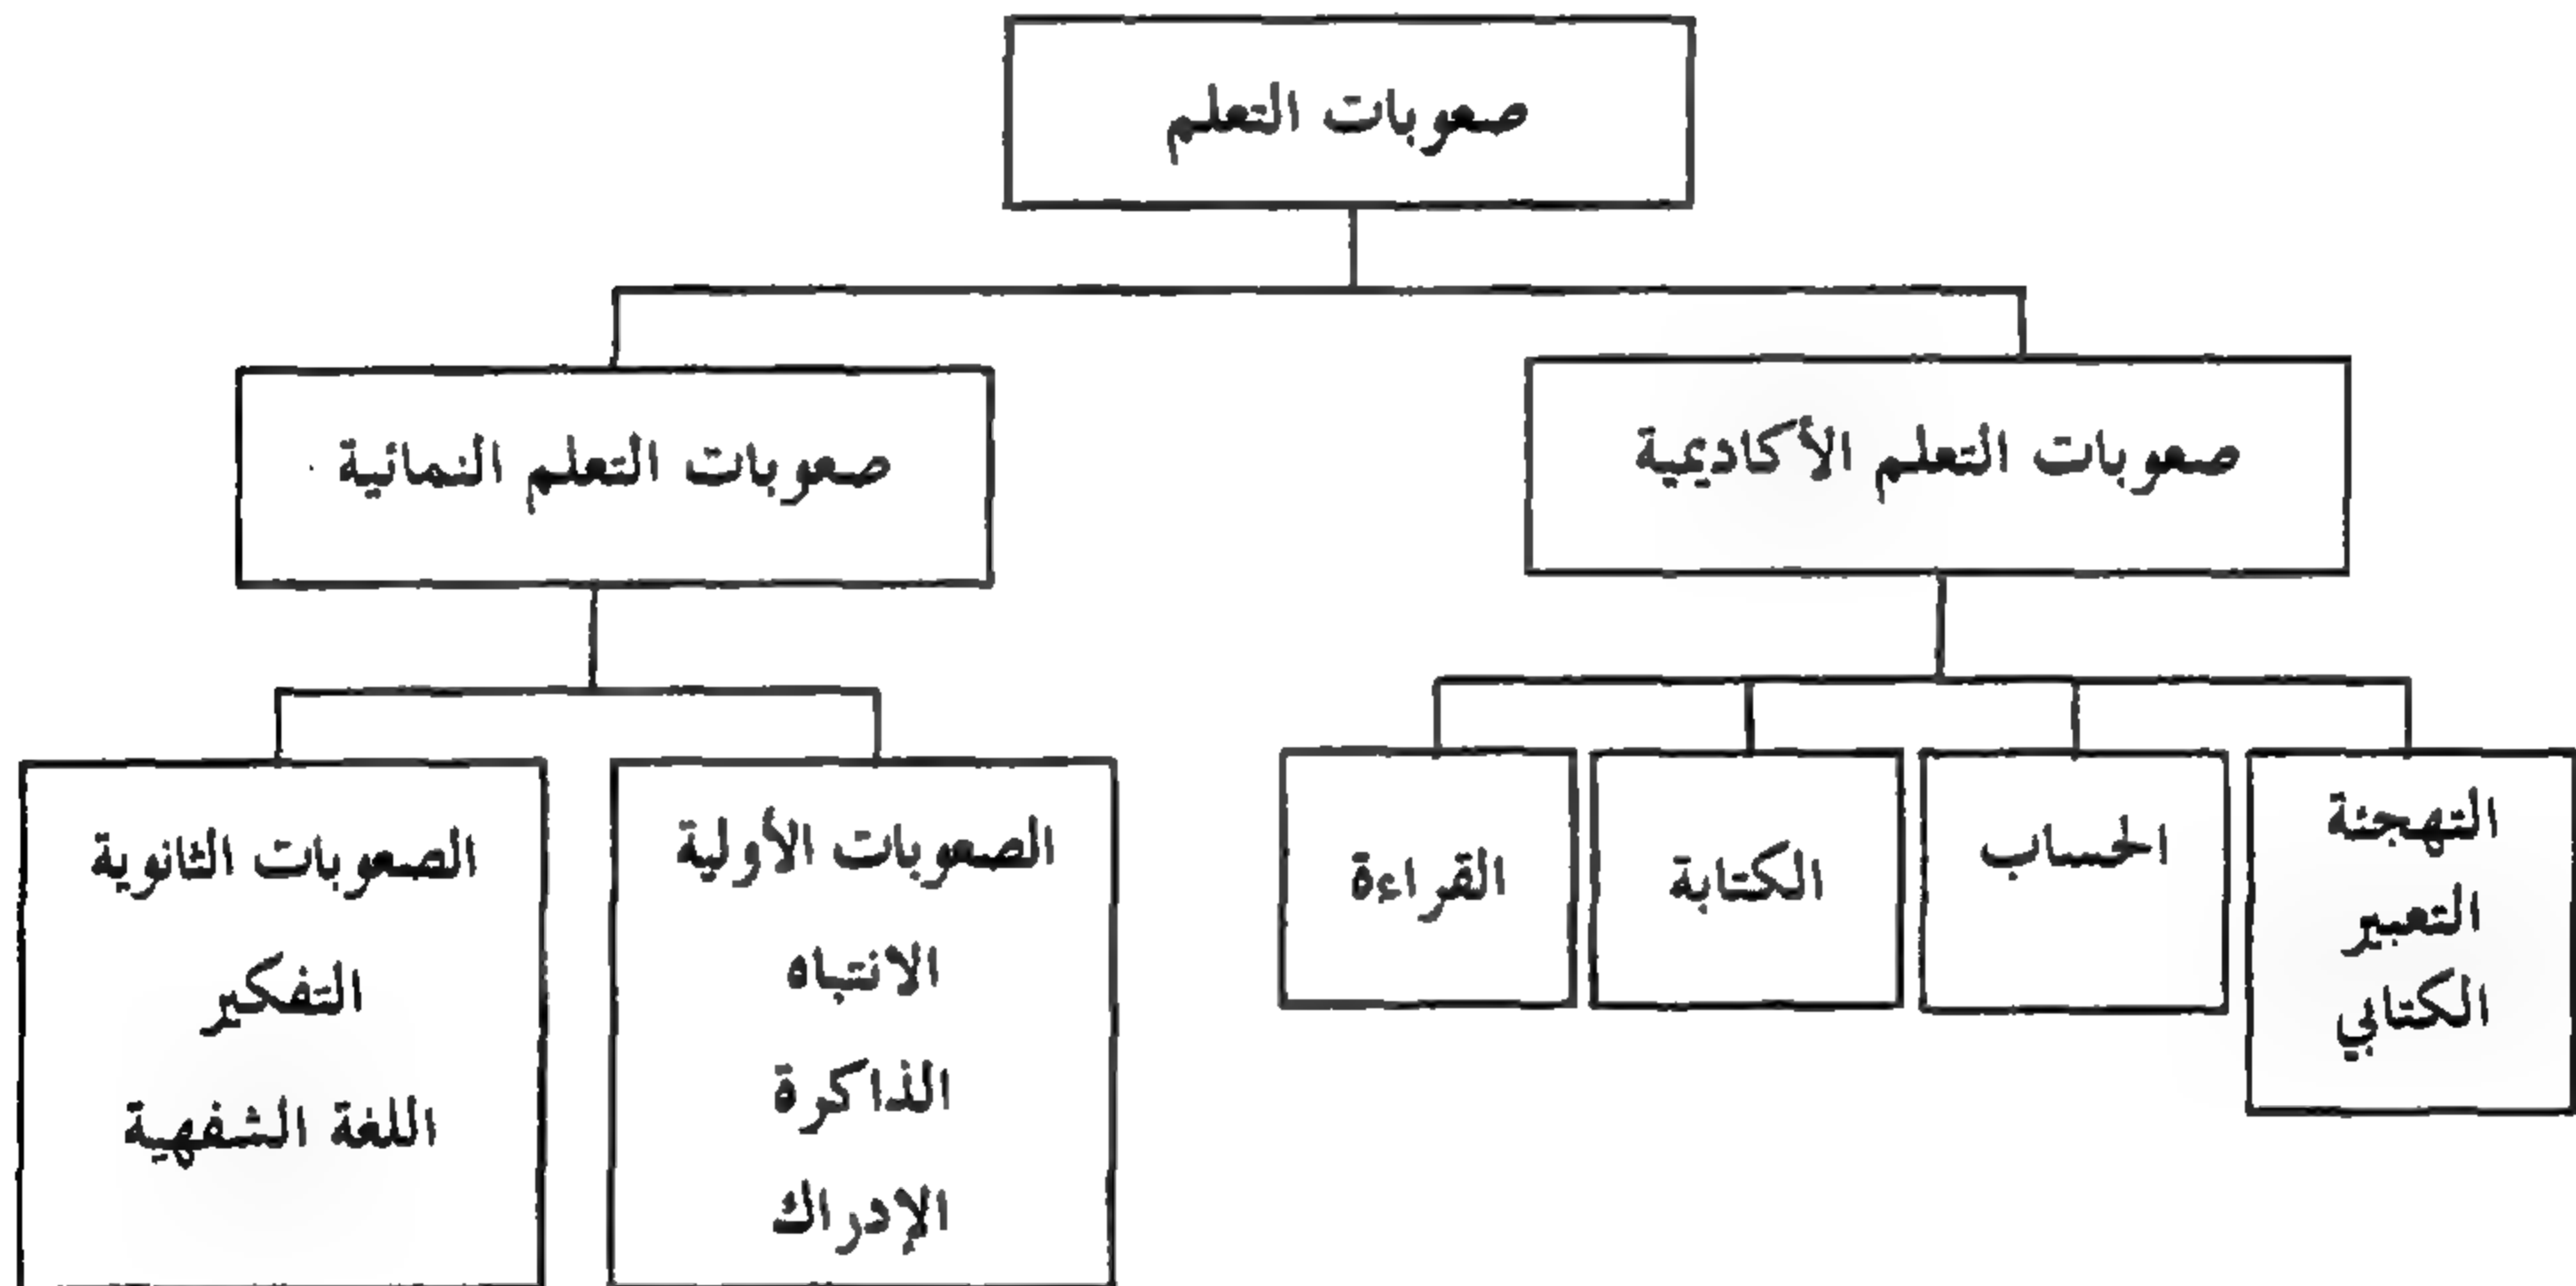 صعوبات التعلم
صعوبات التعلم الأكاديمية
صعوبات التعلم النمائية
التهجئة
التعبير
الكتابي
الحساب
الكتابة
القراءة
الصعوبات الأولية
الانتباه
الذاكرة
الإدراك
الصعوبات الثانوية
التفكير
اللغة الشفهية